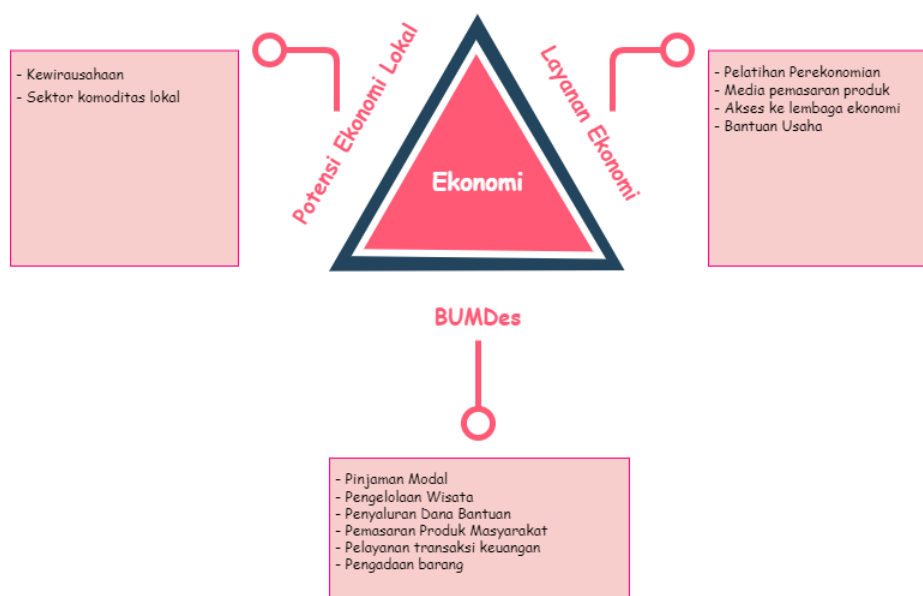 Potensi Ekonomi Lokal
- Kewirausahaan
- Sektor komoditas lokal
Layanan Ekonomi
- Pelatihan Perekonomian
- Media pemasaran produk
- Akses ke lembaga ekonomi
- Bantuan Usaha
Ekonomi
BUMDes
- Pinjaman Modal
- Pengelolaan Wisata
- Penyaluran Dana Bantuan
- Pemasaran Produk Masyarakat
- Pelayanan transaksi keuangan
- Pengadaan barang